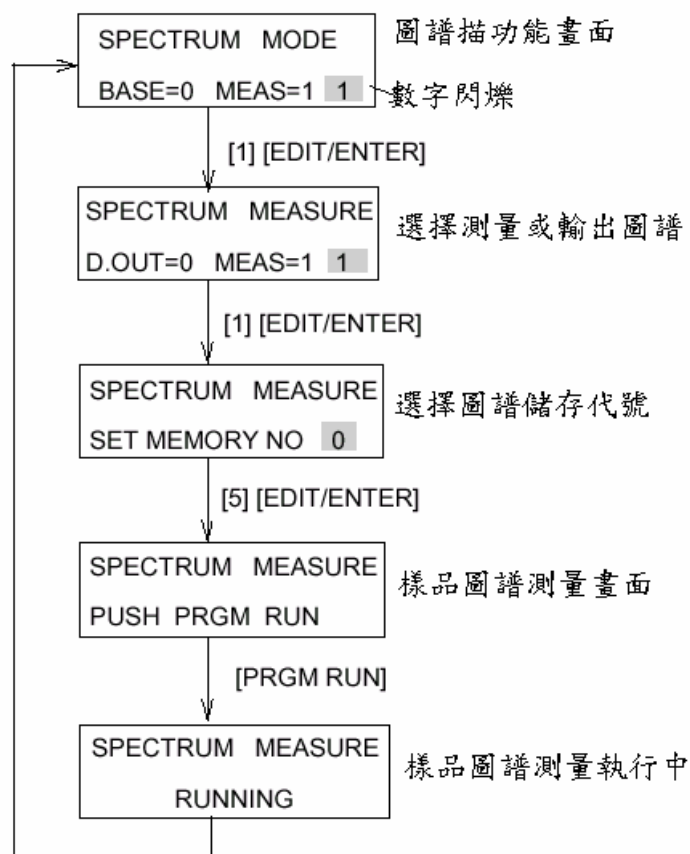 SPECTRUM MODE
圖譜描功能畫面
BASE=0 MEAS=1 1
數字閃爍
[1] [EDIT/ENTER]
SPECTRUM MEASURE
D.OUT=0 MEAS=1 1
選擇測量或輸出圖譜
[1] [EDIT/ENTER]
SPECTRUM MEASURE
SET MEMORY NO 0
選擇圖譜儲存代號
[5] [EDIT/ENTER]
SPECTRUM MEASURE
PUSH PRGM RUN
樣品圖譜測量畫面
[PRGM RUN]
SPECTRUM MEASURE
RUNNING
樣品圖譜測量執行中